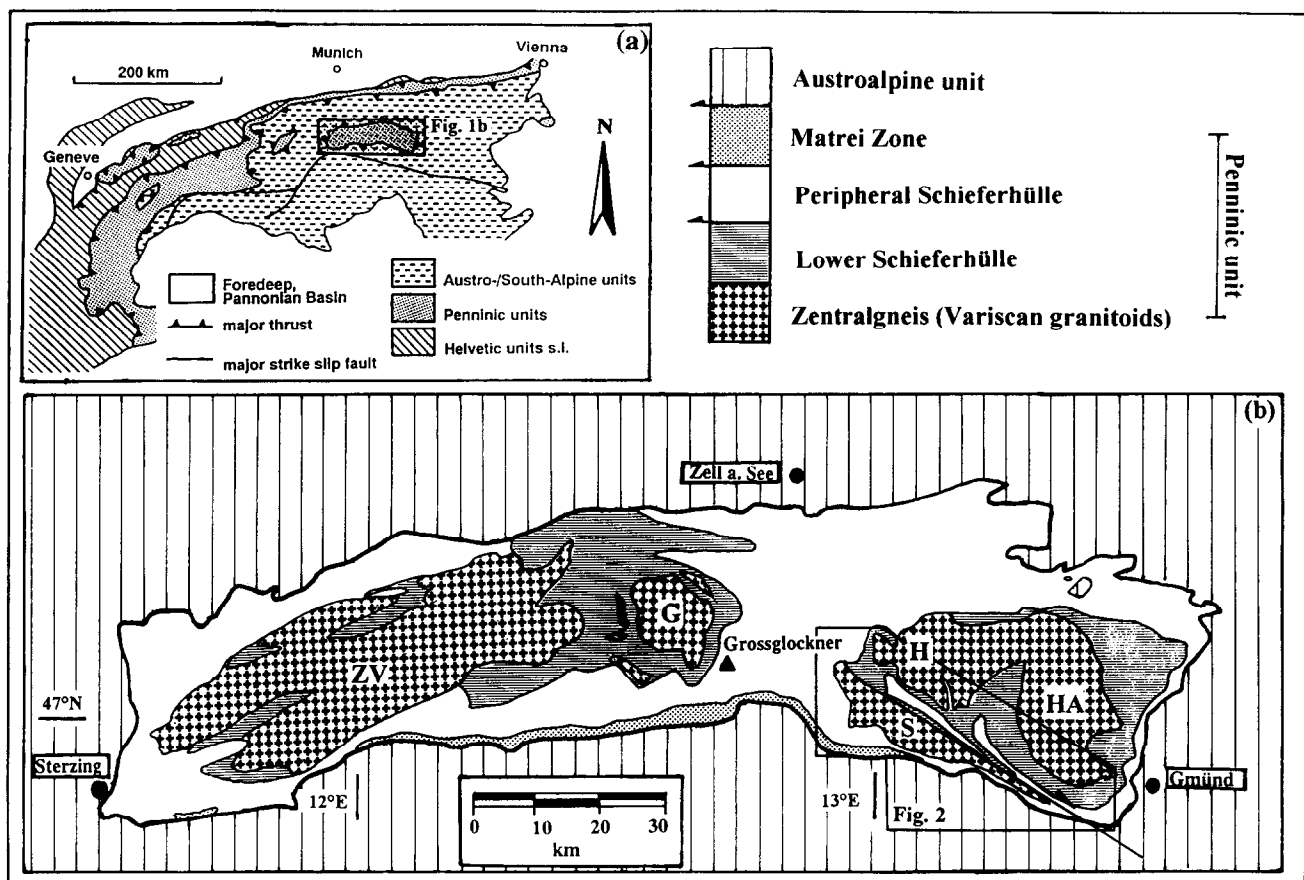 (a)
Munich
Vienna
200 km
Fig. 1b
Geneve
N
Foredeep,
Pannonian Basin
major thrust
major strike slip fault
Austro-/South-Alpine units
Penninic units
Helvetic units s.l.
Austroalpine unit
Matrei Zone
Peripheral Schieferhülle
Lower Schieferhülle
Zentralgneis (Variscan granitoids)
Penninic unit
(b)
Zell a. See
G
Grossglockner
H
ZV
HA
47°N
S
Sterzing
12°E
13°E
Gmünd
Fig. 2
0 10 20 30
km